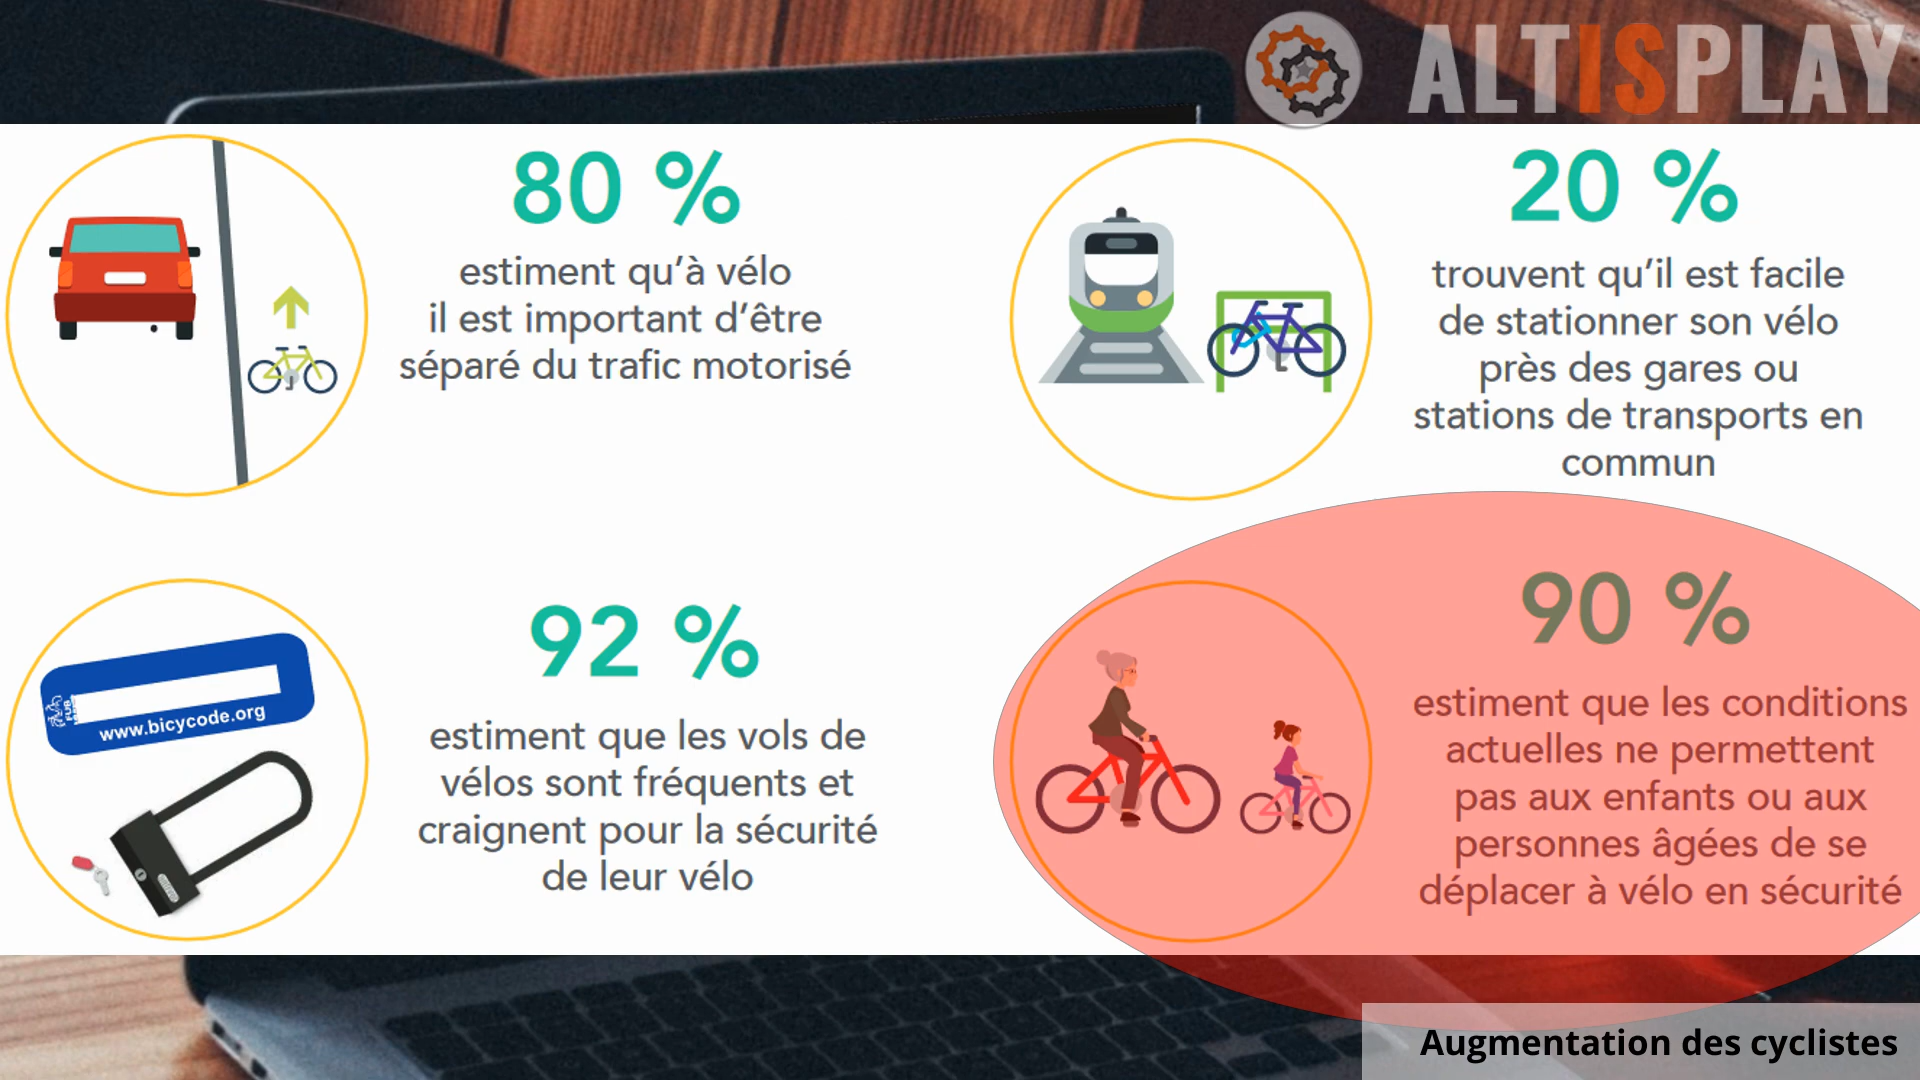 ALTISPLAY
80 %
estiment qu’à vélo
il est important d’être
séparé du trafic motorisé
20 %
trouvent qu’il est facile
de stationner son vélo
près des gares ou
stations de transports en
commun
92 %
estiment que les vols de
vélos sont fréquents et
craignent pour la sécurité
de leur vélo
FUB
www.bicycode.org
90 %
estiment que les conditions
actuelles ne permettent
pas aux enfants ou aux
personnes âgées de se
déplacer à vélo en sécurité
Augmentation des cyclistes